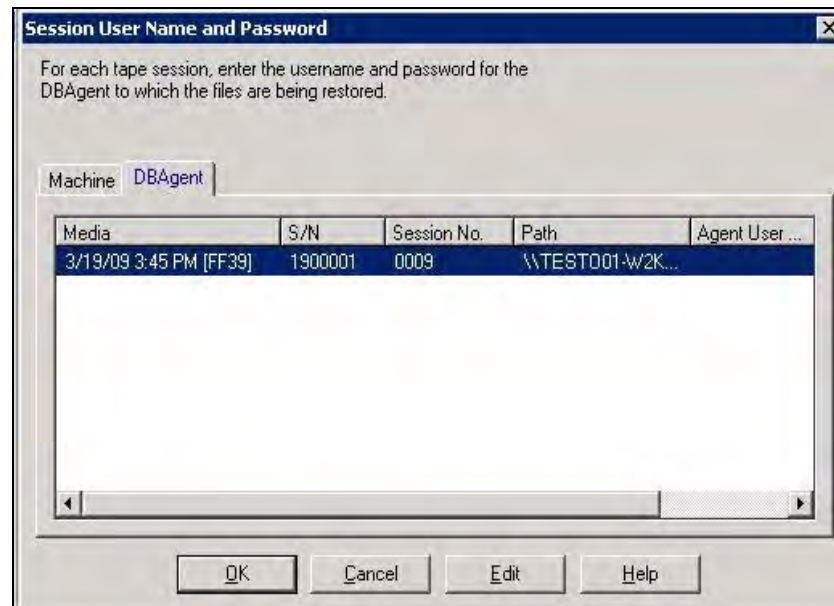 Session User Name and Password
For each tape session, enter the username and password for the
DBAgent to which the files are being restored.
Machine DBAgent
Media S/N Session No. Path Agent User ...
3/19/09 3:45 PM [FF39] 1900001 0009 \\TEST001-W2K...
OK Cancel Edit Help